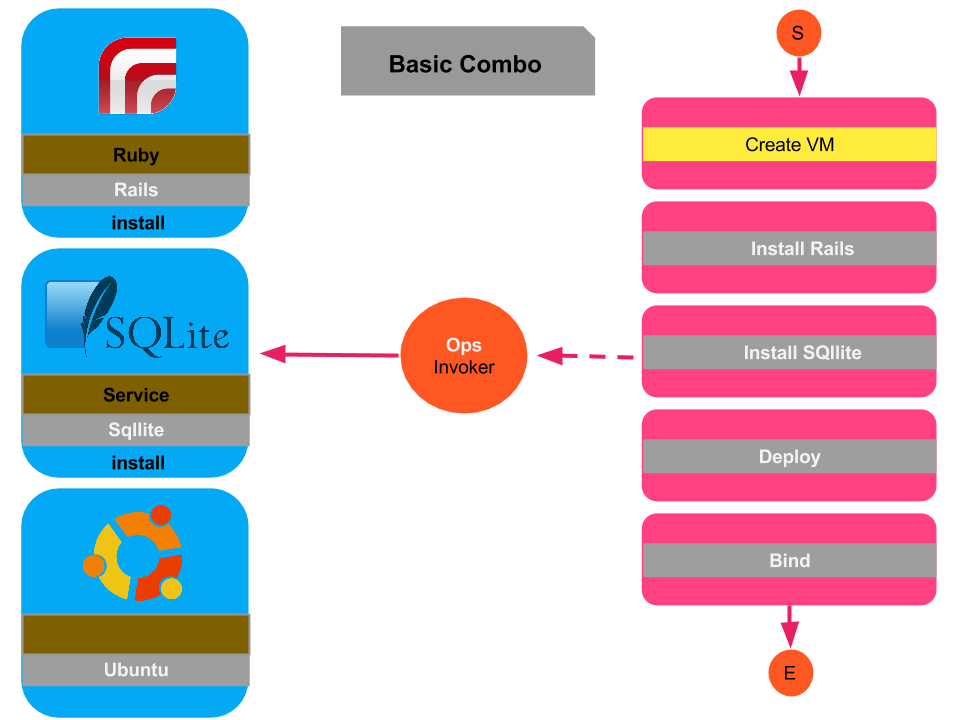 Basic Combo
Ruby
Rails
install
SQLite
Service
Sqllite
install
Ubuntu
Ops
Invoker
S
Create VM
Install Rails
Install SQllite
Deploy
Bind
E